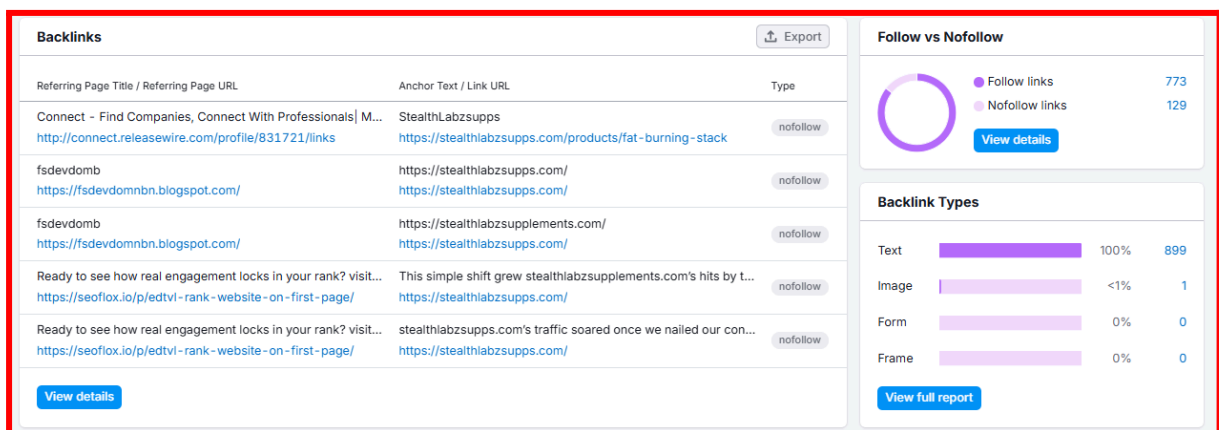 Backlinks
Export
Referring Page Title / Referring Page URL Anchor Text / Link URL Type
Connect - Find Companies, Connect With Professionals| M... StealthLabzsupps
http://connect.releasewire.com/profile/831721/links https://stealthlabzsupps.com/products/fat-burning-stack
nofollow
fsdevdomb https://stealthlabzsupps.com/
https://fsdevdomnbn.blogspot.com/ https://stealthlabzsupps.com/
nofollow
fsdevdomb https://stealthlabzsupplements.com/
https://fsdevdomnbn.blogspot.com/ https://stealthlabzsupps.com/
nofollow
Ready to see how real engagement locks in your rank? visit... This simple shift grew stealthlabzsupplements.com's hits by t...
https://seoflox.io/p/edtvl-rank-website-on-first-page/ https://stealthlabzsupps.com/
nofollow
Ready to see how real engagement locks in your rank? visit... stealthlabzsupps.com's traffic soared once we nailed our con...
https://seoflox.io/p/edtvl-rank-website-on-first-page/ https://stealthlabzsupps.com/
nofollow
View details
Follow vs Nofollow
Follow links 773
Nofollow links 129
View details
Backlink Types
Text 100% 899
Image <1% 1
Form 0% 0
Frame 0% 0
View full report